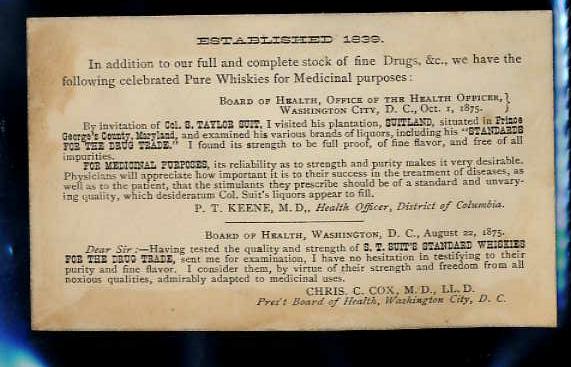 ESTABLISHED 1839.
In addition to our full and complete stock of fine Drugs, &c., we have the
following celebrated Pure Whiskies for Medicinal purposes:
BOARD OF HEALTH, OFFICE OF THE HEALTH OFFICER,}
WASHINGTON CITY, D. C., Oct. 1, 1875.
By invitation of Col. S. TAYLOR SUIT, I visited his plantation, SUITLAND, situated in Prince
George's County, Maryland, and examined his various brands of liquors, including his "STANDARDS
FOR THE DRUG TRADE." I found its strength to be full proof, of fine flavor, and free of all
impurities.
FOR MEDICINAL PURPOSES, its reliability as to strength and purity makes it very desirable.
Physicians will appreciate how important it is to their success in the treatment of diseases, as
well as to the patient, that the stimulants they prescribe should be of a standard and unvary-
ing quality, which desideratum Col. Suit's liquors appear to fill.
P. T. KEENE, M. D., Health Officer, District of Columbia.
BOARD OF HEALTH, WASHINGTON, D. C., August 22, 1875.
Dear Sir:—Having tested the quality and strength of S. T. SUIT'S STANDARD WHISKIES
FOR THE DRUG TRADE, sent me for examination, I have no hesitation in testifying to their
purity and fine flavor. I consider them, by virtue of their strength and freedom from all
noxious qualities, admirably adapted to medicinal uses.
CHRIS. C. COX, M. D., LL. D.
Pres't Board of Health, Washington City, D. C.